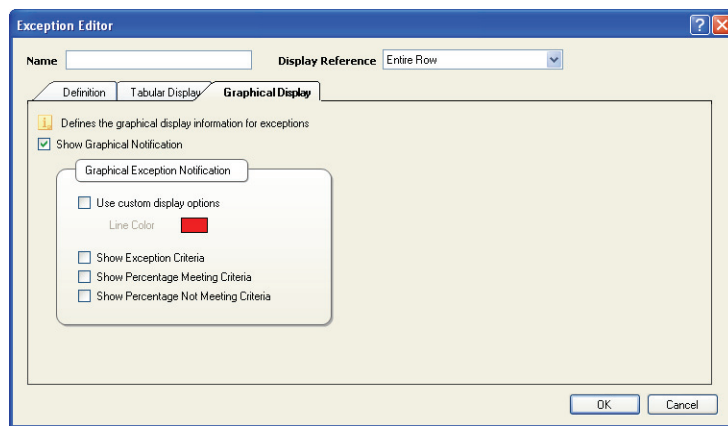 Exception Editor
Name Display Reference Entire Row
Definition Tabular Display Graphical Display
Defines the graphical display information for exceptions
Show Graphical Notification
Graphical Exception Notification
Use custom display options
Line Color
Show Exception Criteria
Show Percentage Meeting Criteria
Show Percentage Not Meeting Criteria
OK Cancel